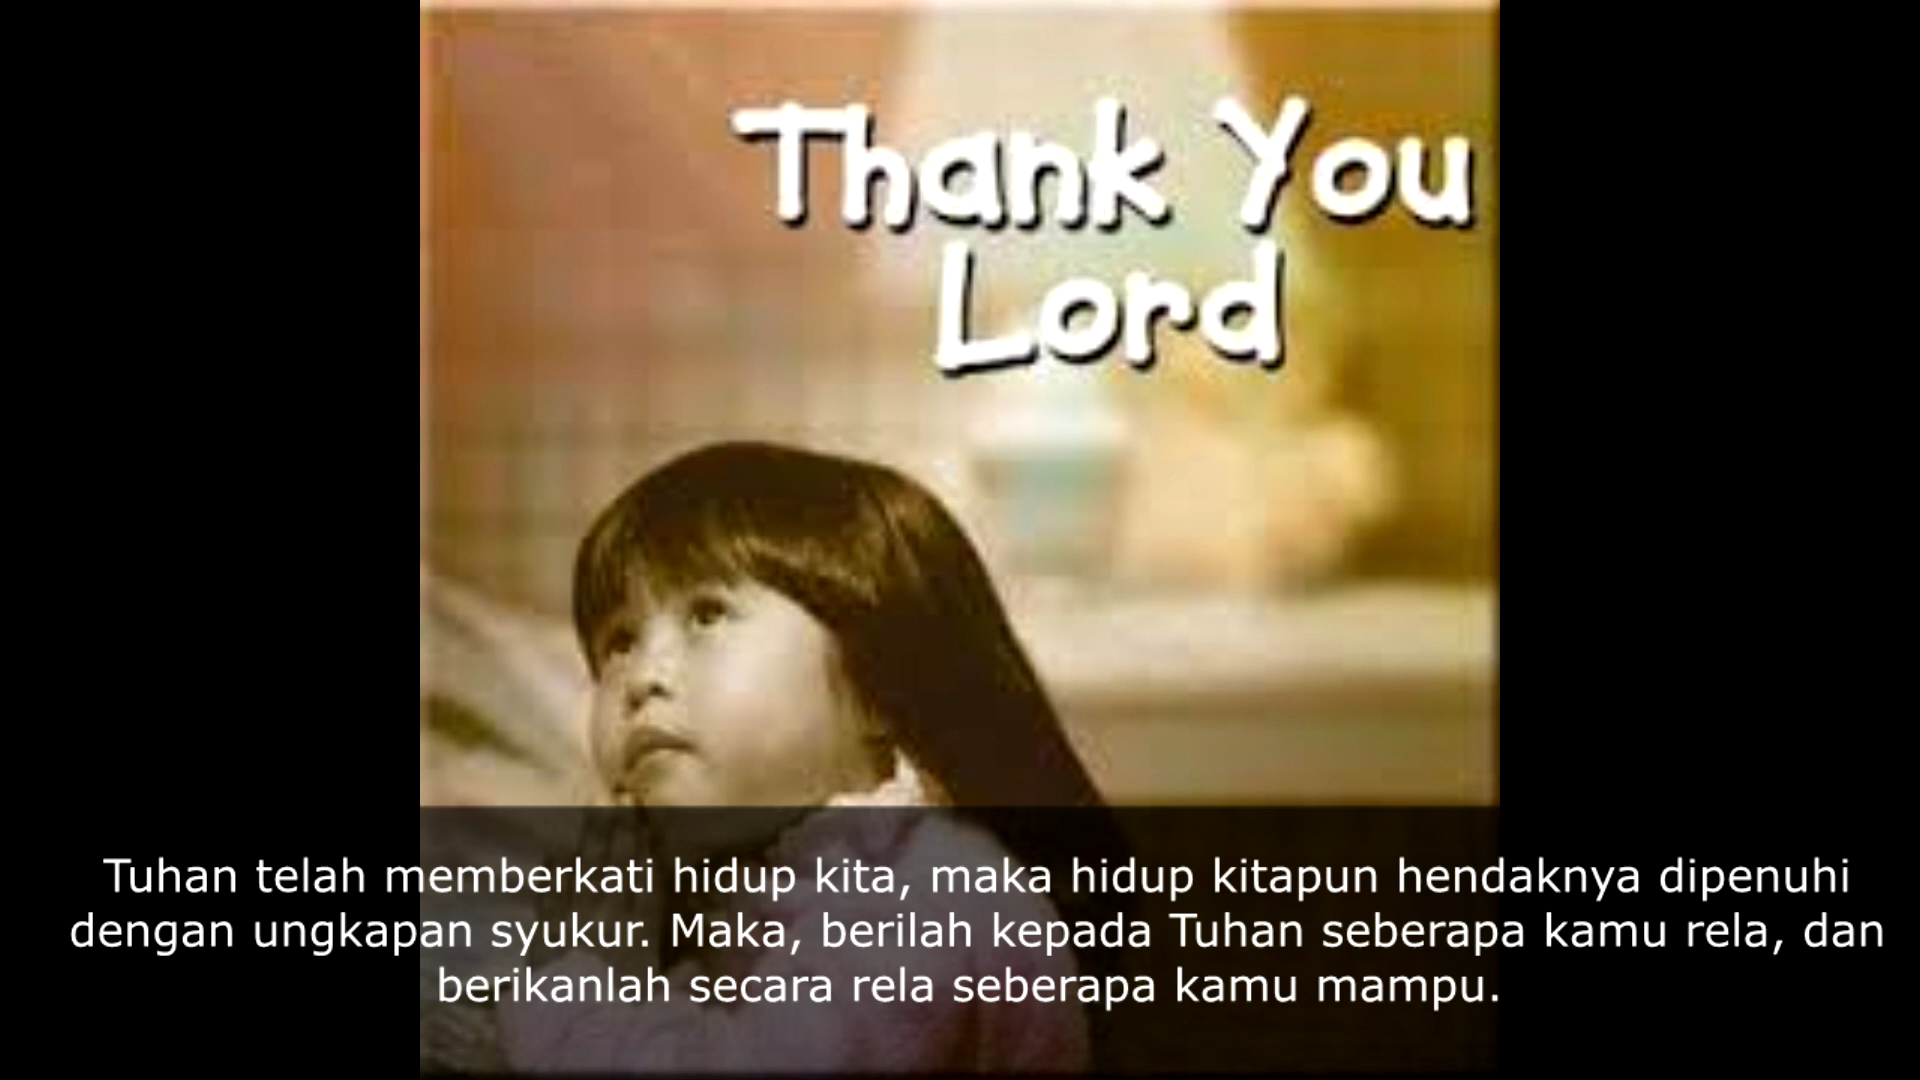 Thank You
Lord
Tuhan telah memberkati hidup kita, maka hidup kitapun hendaknya dipenuhi
dengan ungkapan syukur. Maka, berilah kepada Tuhan seberapa kamu rela, dan
berikanlah secara rela seberapa kamu mampu.